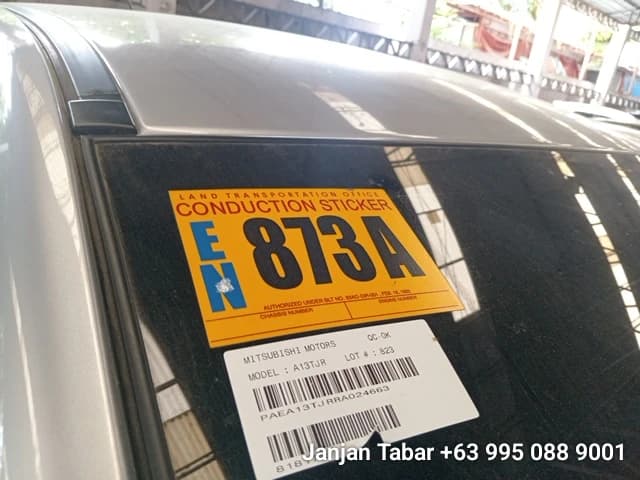 LAND TRANSPORTATION OFFICE
CONDUCTION STICKER
EN
873A
CHASSIS NUMBER
ENGINE NUMBER
MITSUBISHI MOTORS QC-OK
MODEL : A13TJR LOT # : 823
PAEA13TJRRA024663
Janjan Tabar +63 995 088 9001